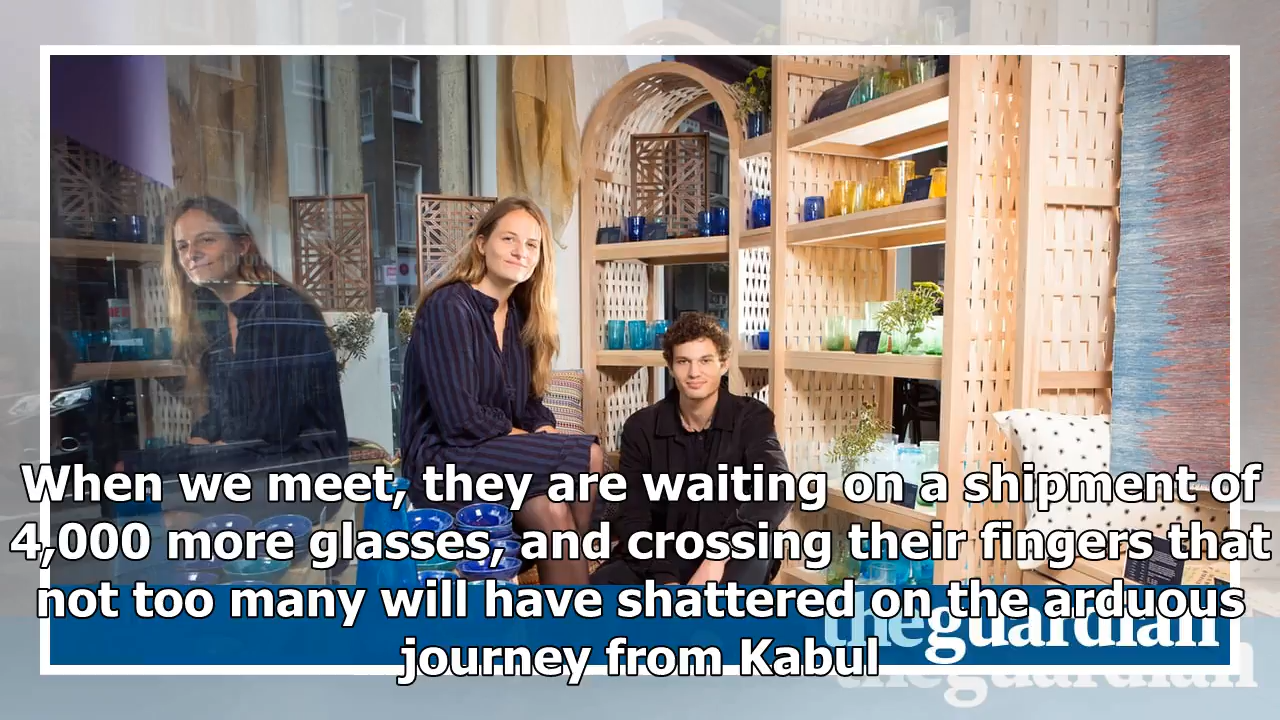 When we meet, they are waiting on a shipment of
4,000 more glasses, and crossing their fingers that
not too many will have shattered on the arduous
journey from Kabul
theguardian
theguardian